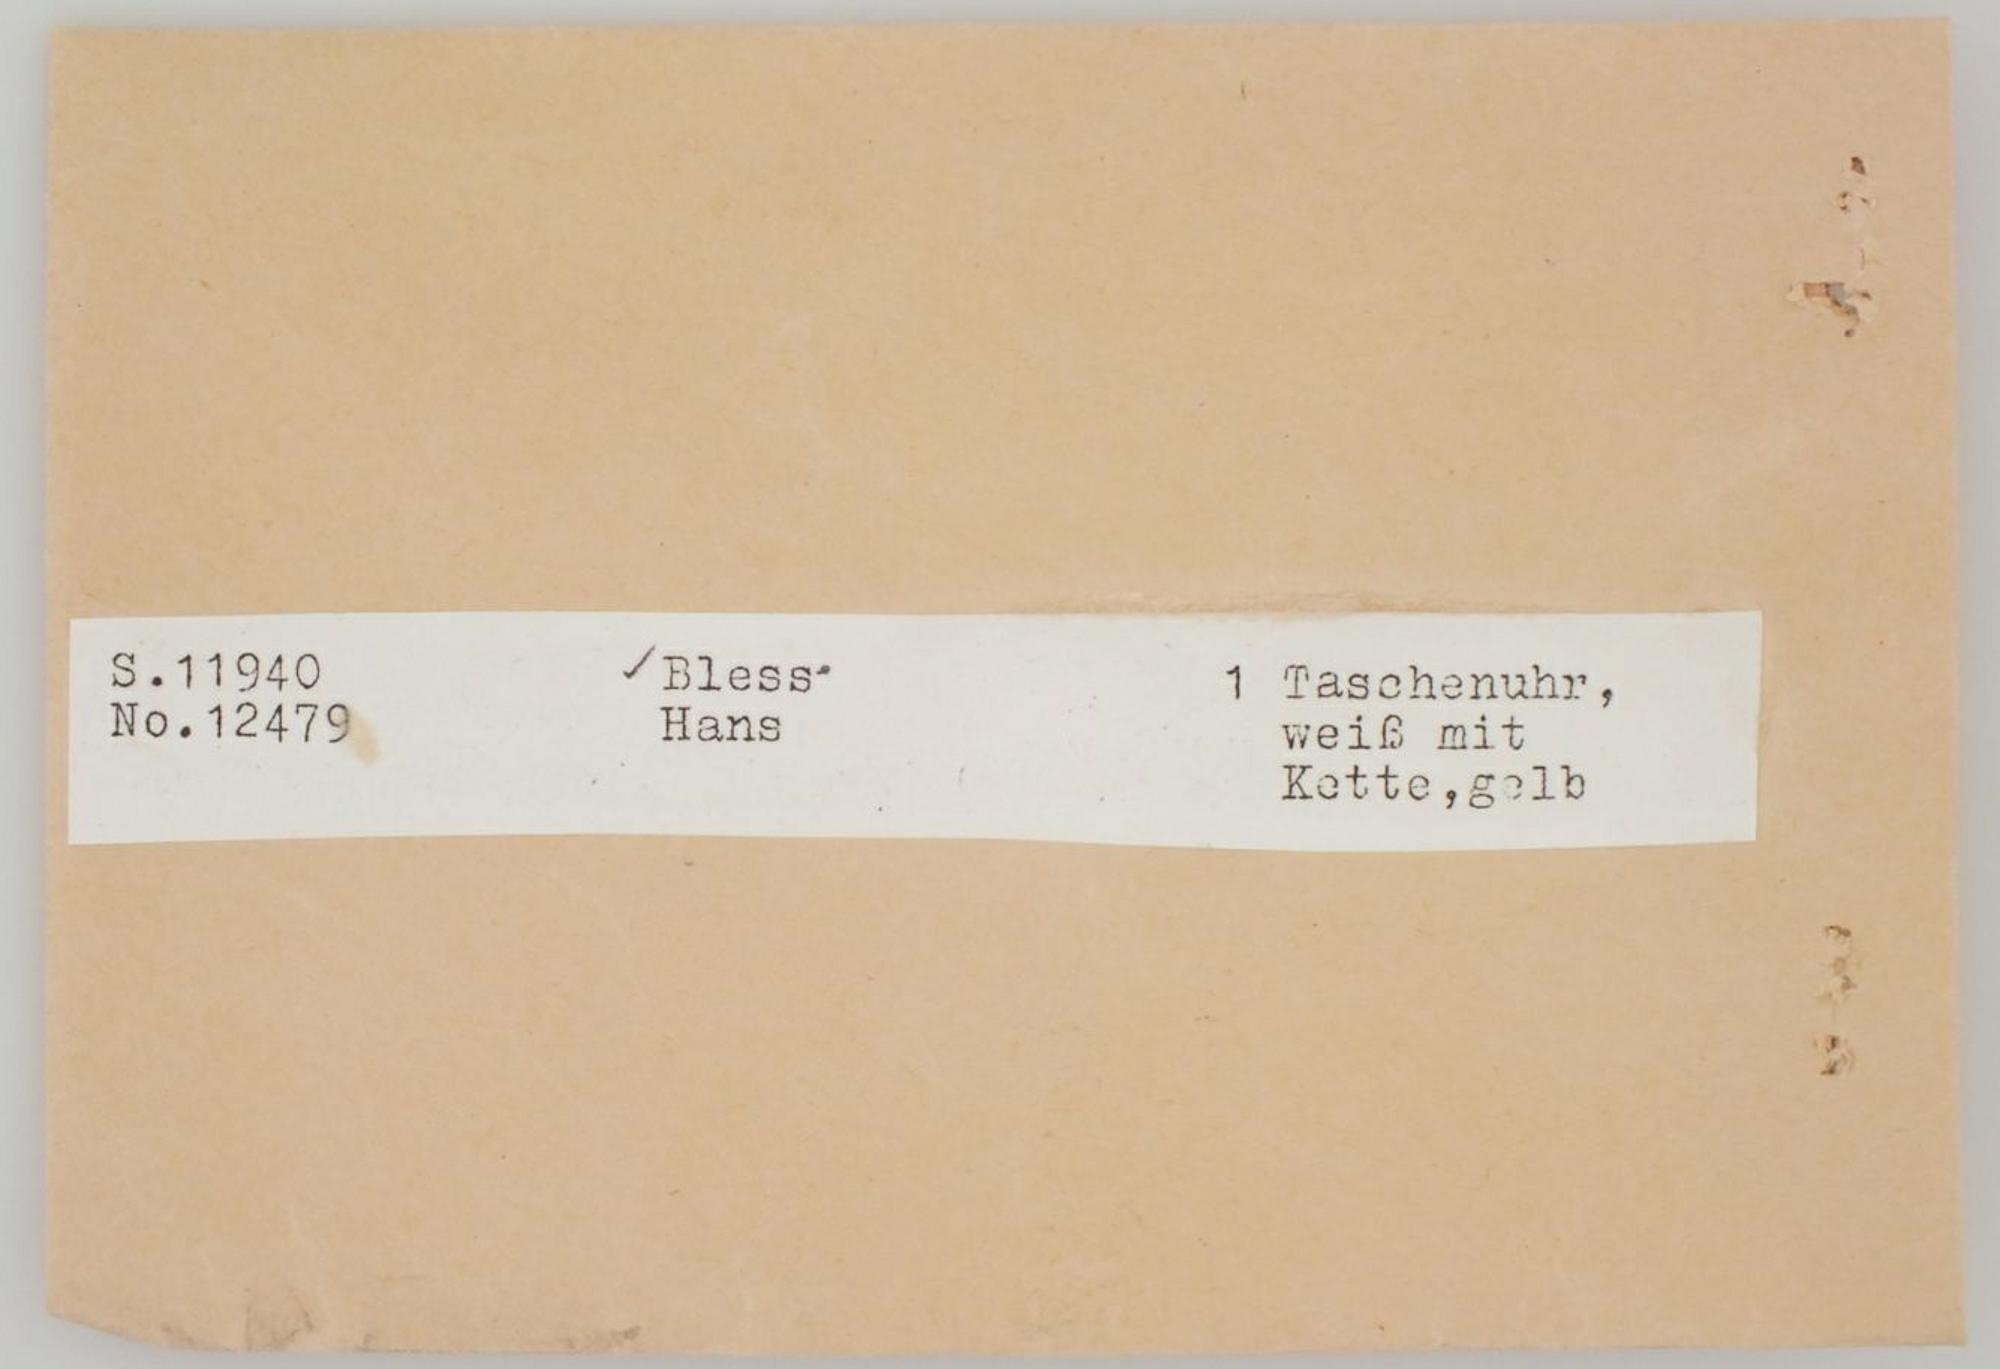 S.11940
No.12479
✓Bless.
Hans
1 Taschenuhr,
weiß mit
Kette,gelb